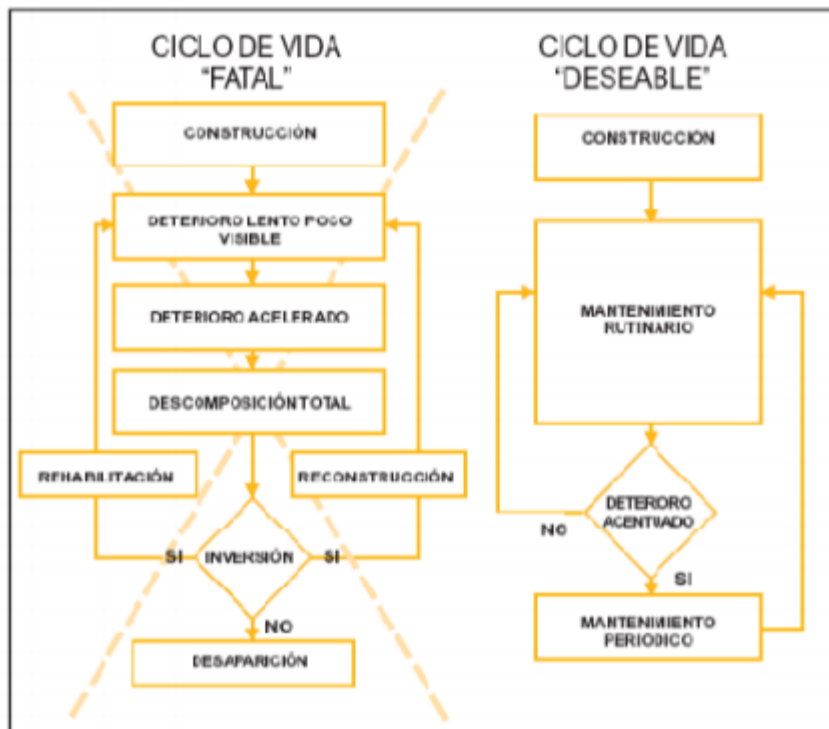 CICLO DE VIDA
"FATAL"
CONSTRUCCIÓN
DETERIORO LENTO POCO
VISIBLE
DETERIORO ACELERADO
DESCOMPOSICIÓN TOTAL
REHABILITACIÓN
RECONSTRUCCIÓN
SI
INVERSIÓN
SI
NO
DESAPARICIÓN
CICLO DE VIDA
"DESEABLE"
CONSTRUCCIÓN
MANTENIMIENTO
RUTINARIO
DETERIORO
ACENTUADO
NO
SI
MANTENIMIENTO
PERIODICO